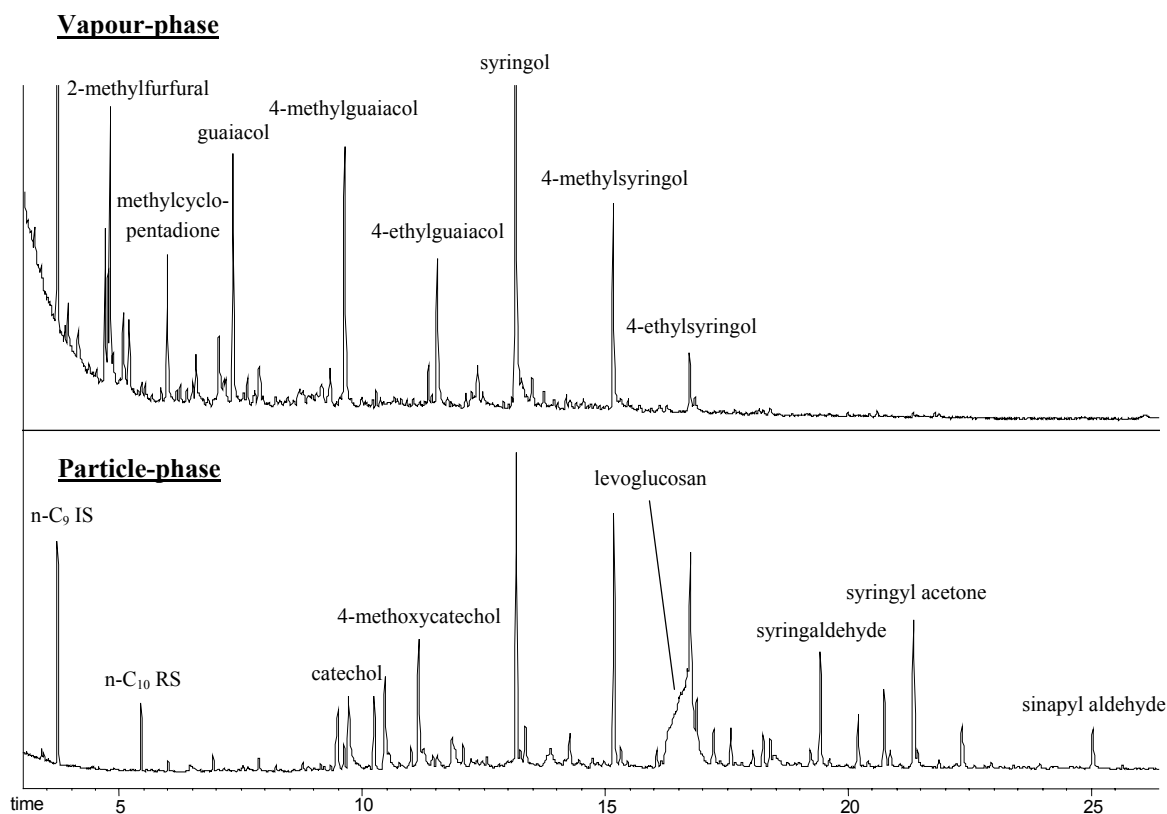 Vapour-phase
syringol
2-methylfurfural
4-methylguaiacol
guaiacol
4-methylsyringol
methylcyclo-
pentadione
4-ethylguaiacol
4-ethylsyringol
Particle-phase
levoglucosan
n-C₉ IS
syringyl acetone
4-methoxycatechol
syringaldehyde
catechol
n-C₁₀ RS
sinapyl aldehyde
time 5 10 15 20 25